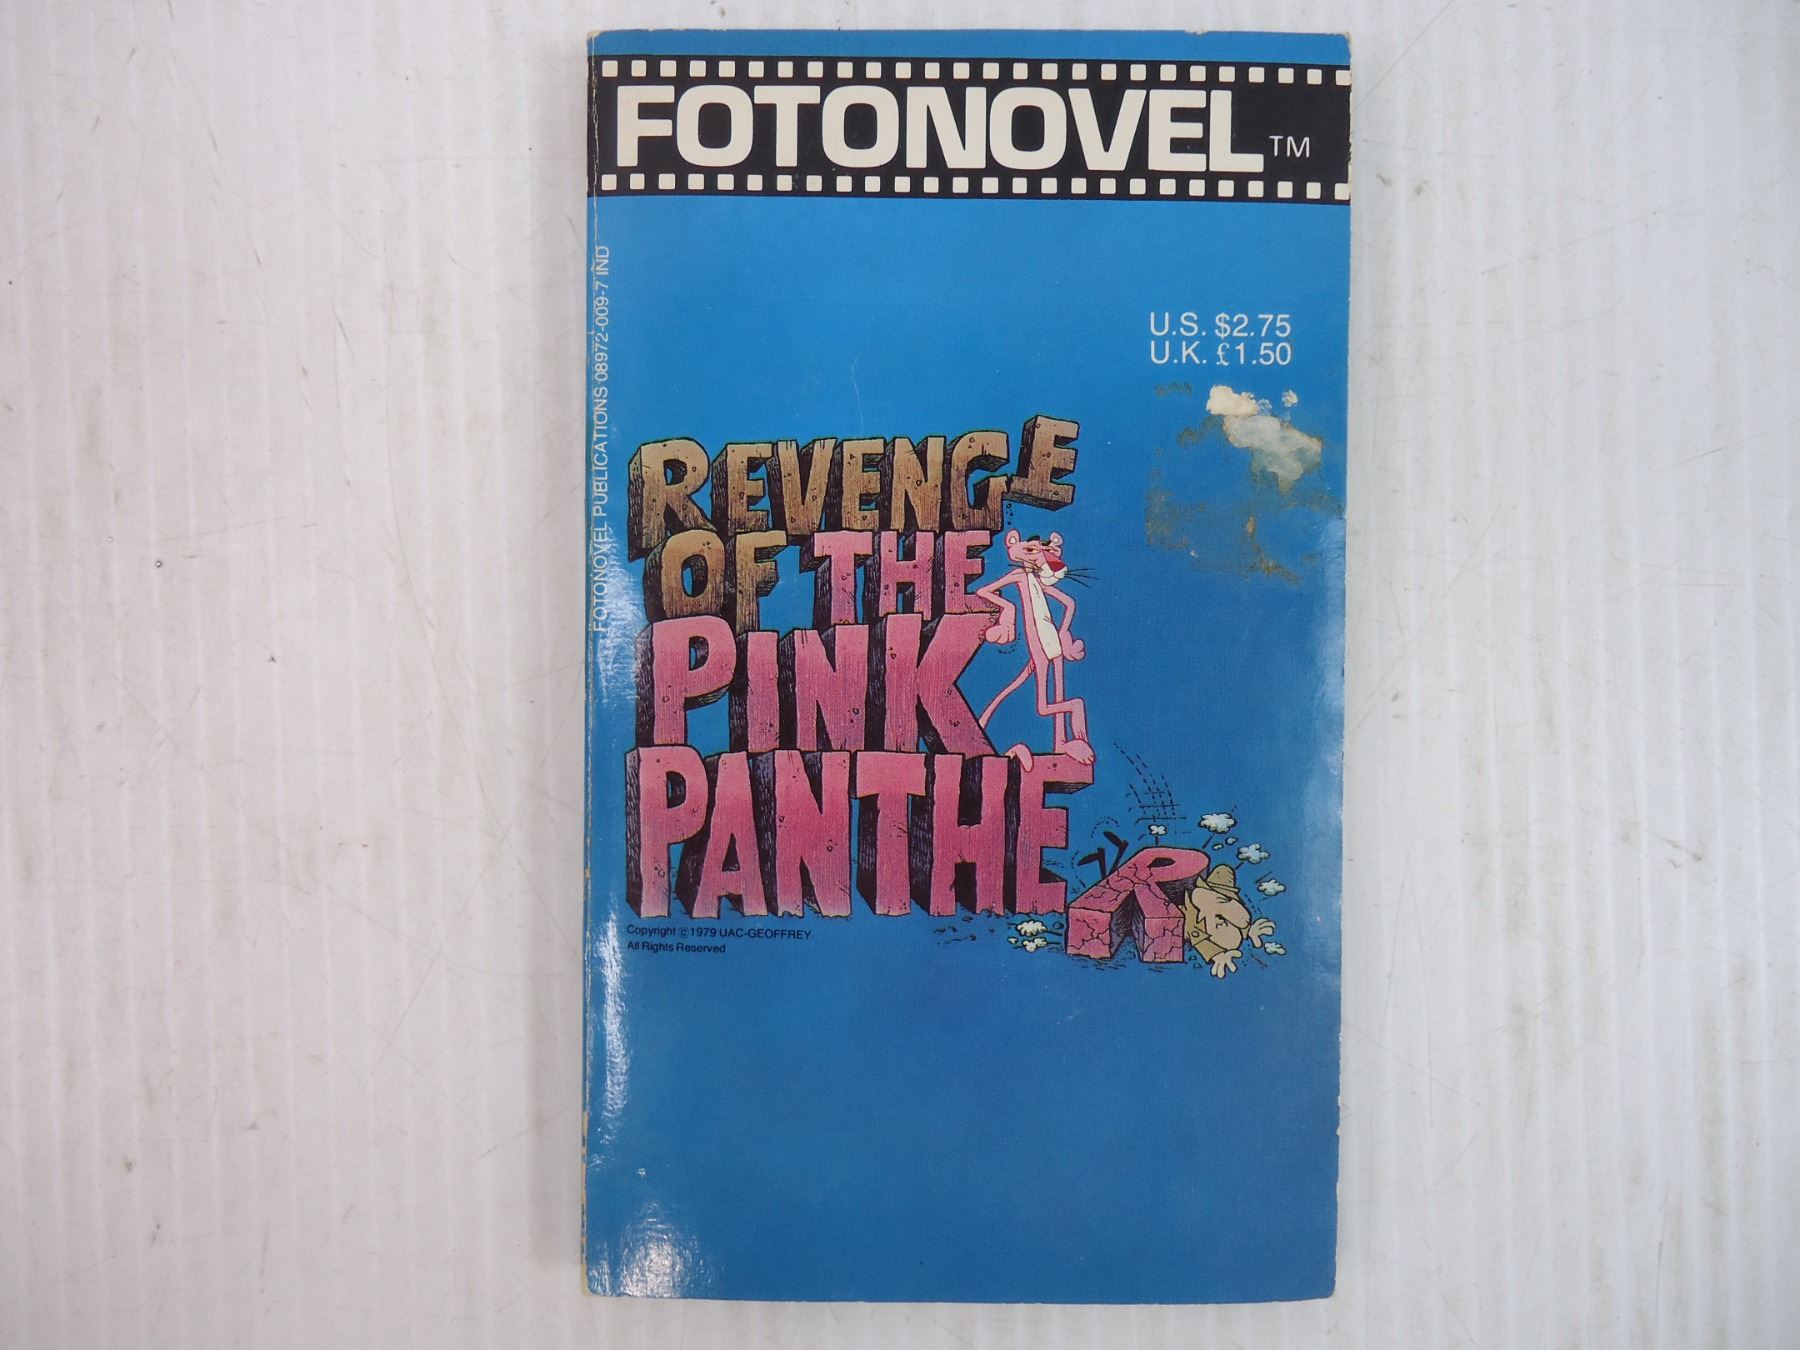 FOTONOVEL™
FOTONOVEL PUBLICATIONS 08972-009-7 IND
U.S. $2.75
U.K. £1.50
REVENGE
OF THE
PINK
PANTHER
Copyright ©1979 UAC-GEOFFREY.
All Rights Reserved